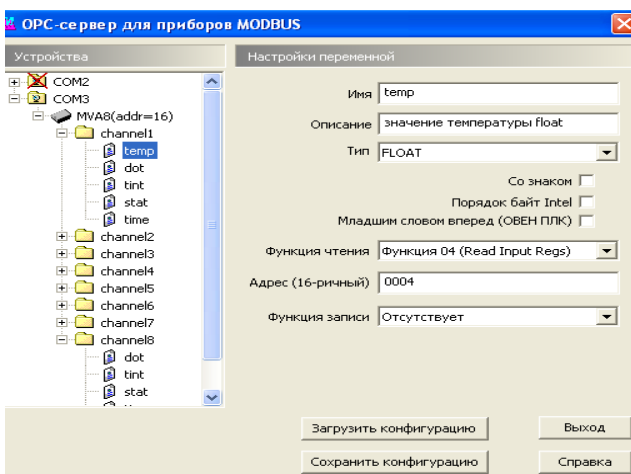 OPC-сервер для приборов MODBUS
Устройства
Настройки переменной
COM2
COM3
MVA8(addr=16)
channel1
temp
dot
tint
stat
time
channel2
channel3
channel4
channel5
channel6
channel7
channel8
dot
tint
stat
Имя temp
Описание значение температуры float
Тип FLOAT
Со знаком
Порядок байт Intel
Младшим словом вперед (ОВЕН ПЛК)
Функция чтения Функция 04 (Read Input Regs)
Адрес (16-ричный) 0004
Функция записи Отсутствует
Загрузить конфигурацию Выход
Сохранить конфигурацию Справка